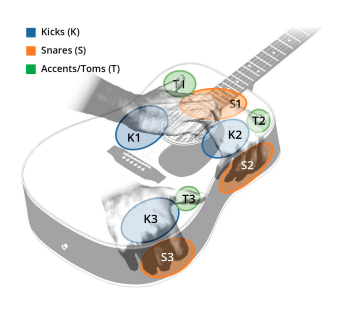 Kicks (K)
Snares (S)
Accents/Toms (T)
T1
S1
T2
K1
K2
S2
T3
K3
S3